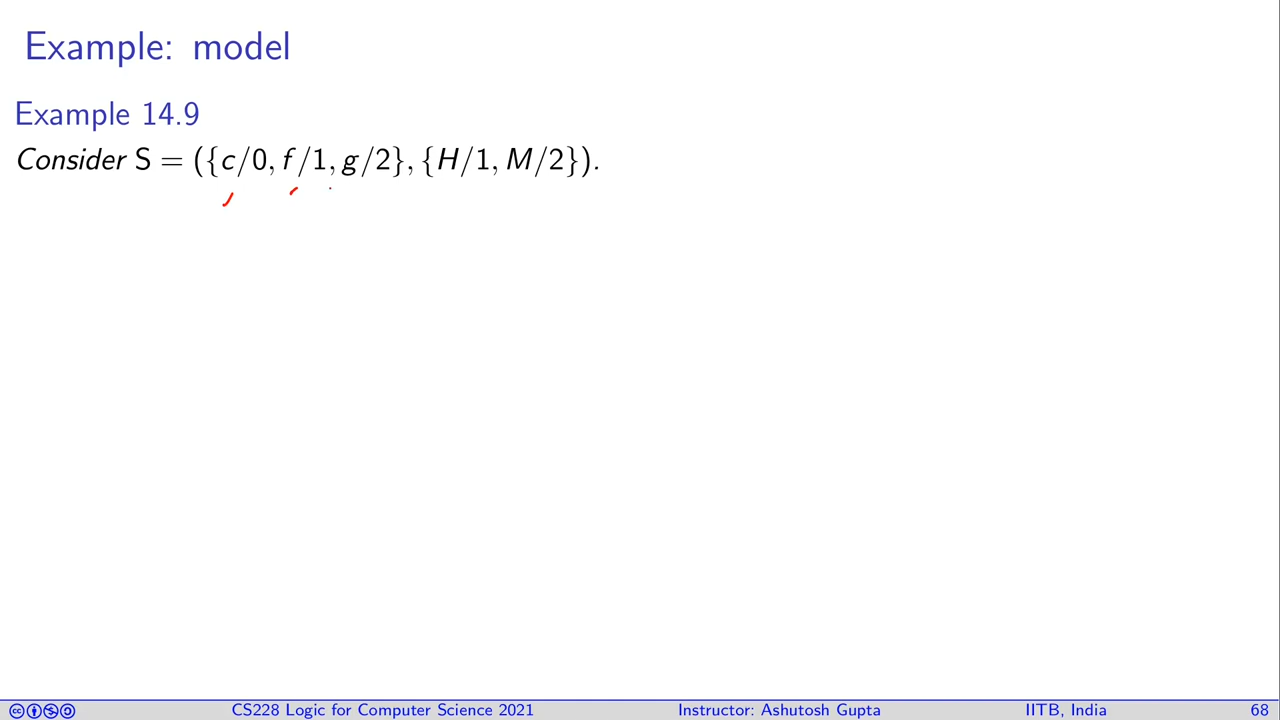 Example: model
Example 14.9
Consider S = ({c/0, f/1, g/2}, {H/1, M/2}).
CS228 Logic for Computer Science 2021 Instructor: Ashutosh Gupta IITB, India 68